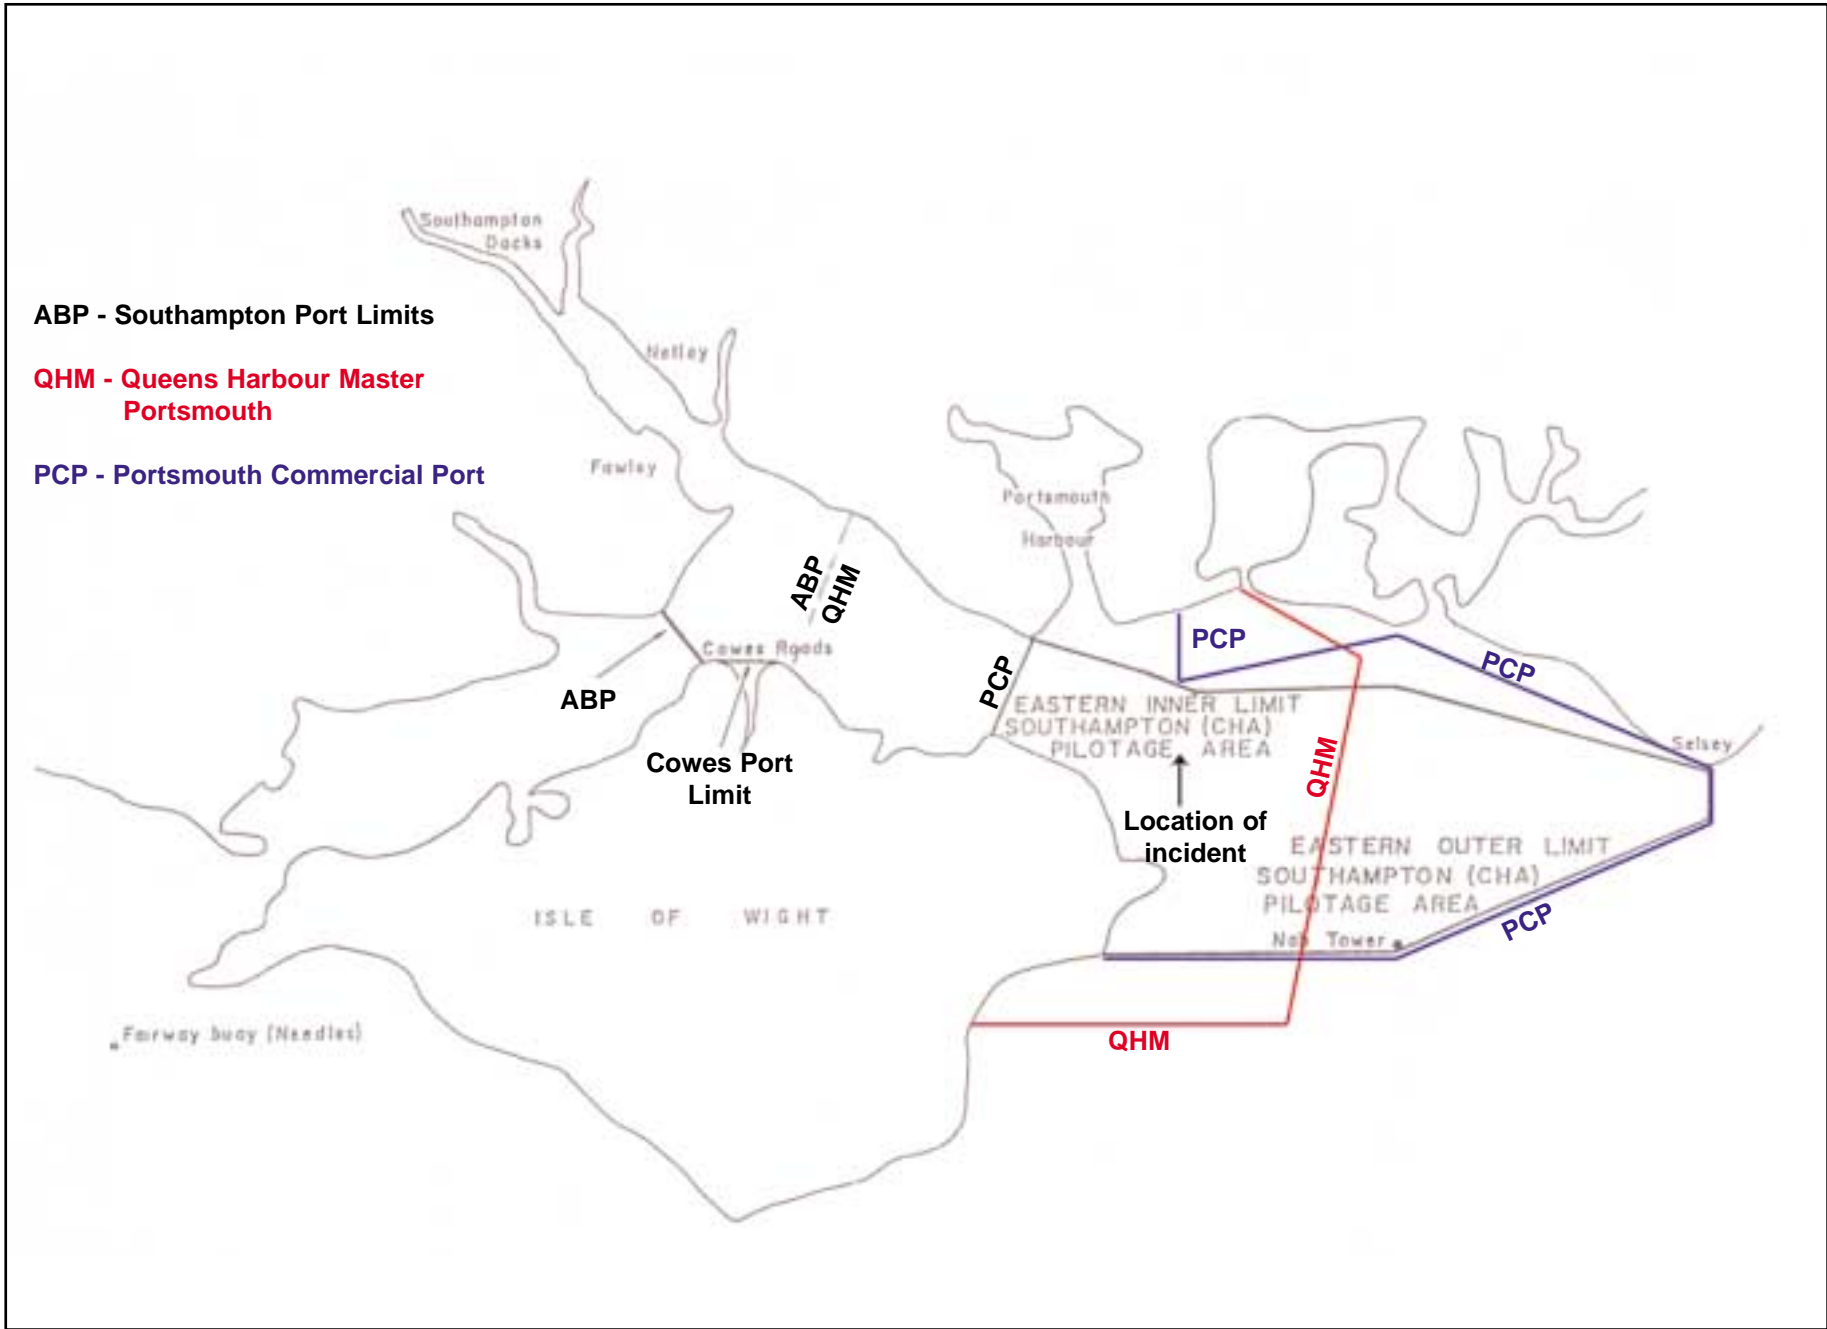 Southampton
Docks
ABP - Southampton Port Limits
Netley
QHM - Queens Harbour Master
Portsmouth
Fawley
PCP - Portsmouth Commercial Port
Portsmouth
Harbour
ABP
QHM
Cowes Roads
ABP
Cowes Port
Limit
PCP
PCP
PCP
EASTERN INNER LIMIT
SOUTHAMPTON (CHA)
PILOTAGE AREA
Selsey
QHM
Location of
incident
EASTERN OUTER LIMIT
SOUTHAMPTON (CHA)
PILOTAGE AREA
PCP
ISLE OF WIGHT
Nab Tower
Fairway buoy (Needles)
QHM